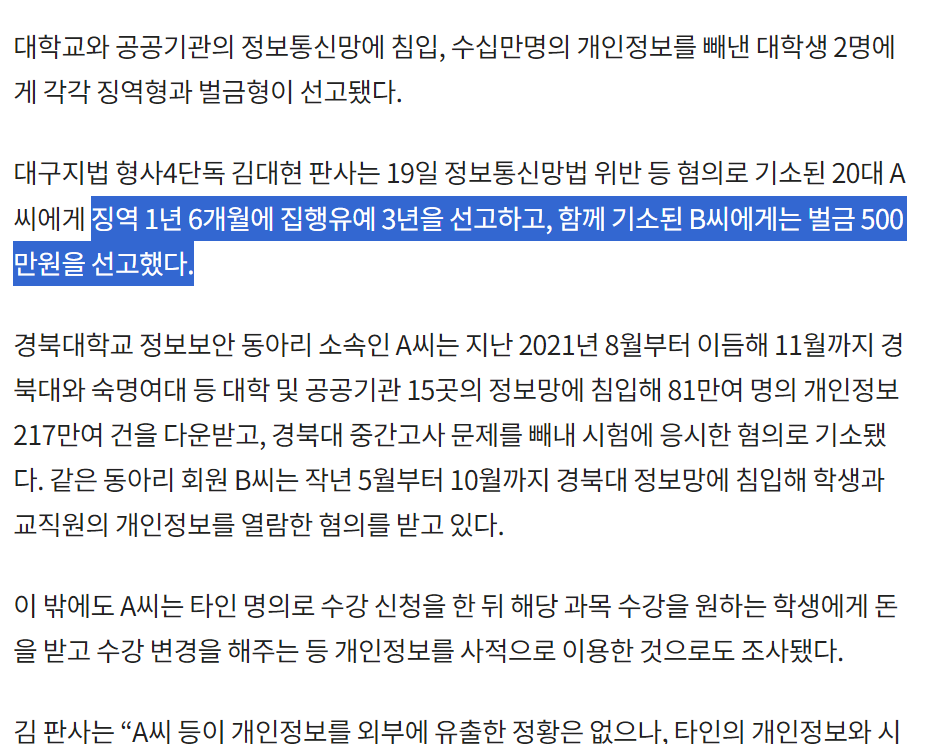 대학교와 공공기관의 정보통신망에 침입, 수십만명의 개인정보를 빼낸 대학생 2명에
게 각각 징역형과 벌금형이 선고됐다.
대구지법 형사4단독 김대현 판사는 19일 정보통신망법 위반 등 혐의로 기소된 20대 A
씨에게 징역 1년 6개월에 집행유예 3년을 선고하고, 함께 기소된 B씨에게는 벌금 500
만원을 선고했다.
경북대학교 정보보안 동아리 소속인 A씨는 지난 2021년 8월부터 이듬해 11월까지 경
북대와 숙명여대 등 대학 및 공공기관 15곳의 정보망에 침입해 81만여 명의 개인정보
217만여 건을 다운받고, 경북대 중간고사 문제를 빼내 시험에 응시한 혐의로 기소됐
다. 같은 동아리 회원 B씨는 작년 5월부터 10월까지 경북대 정보망에 침입해 학생과
교직원의 개인정보를 열람한 혐의를 받고 있다.
이 밖에도 A씨는 타인 명의로 수강 신청을 한 뒤 해당 과목 수강을 원하는 학생에게 돈
을 받고 수강 변경을 해주는 등 개인정보를 사적으로 이용한 것으로도 조사됐다.
김 판사는 “A씨 등이 개인정보를 외부에 유출한 정황은 없으나, 타인의 개인정보와 시